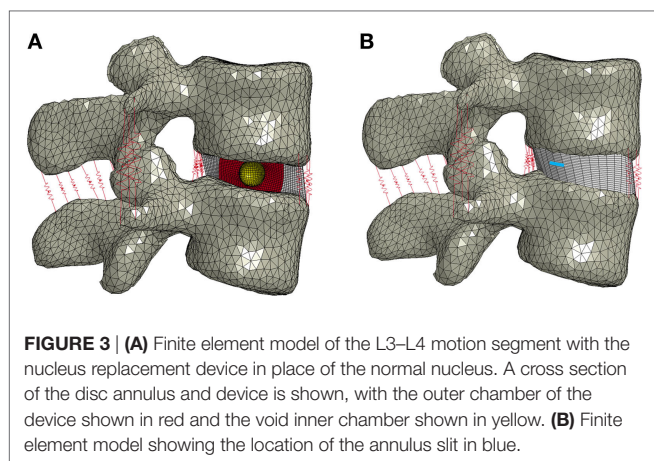 A
B
FIGURE 3 | (A) Finite element model of the L3–L4 motion segment with the
nucleus replacement device in place of the normal nucleus. A cross section
of the disc annulus and device is shown, with the outer chamber of the
device shown in red and the void inner chamber shown in yellow. (B) Finite
element model showing the location of the annulus slit in blue.